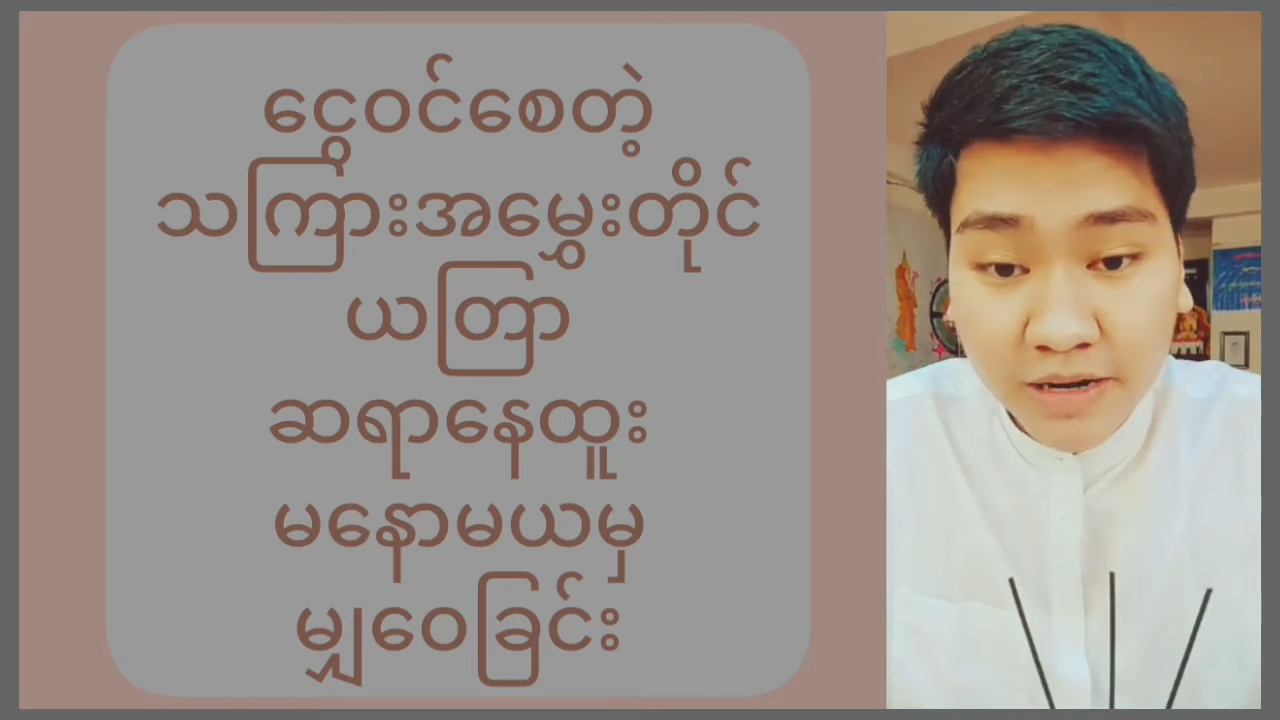 ငွေဝင်စေတဲ့
သကြားအမွှေးတိုင်
ယတြာ
ဆရာနေထူး
မနောမယမှ
မျှဝေခြင်း